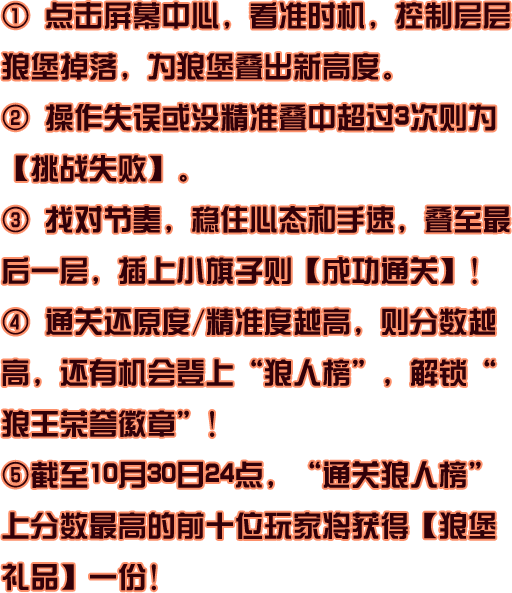 ① 点击屏幕中心，看准时机，控制层层
狼堡掉落，为狼堡叠出新高度。
② 操作失误或没精准叠中超过3次则为
【挑战失败】。
③ 找对节奏，稳住心态和手速，叠至最
后一层，插上小旗子则【成功通关】！
④ 通关还原度/精准度越高，则分数越
高，还有机会登上“狼人榜”，解锁“
狼王荣誉徽章”！
⑤截至10月30日24点，“通关狼人榜”
上分数最高的前十位玩家将获得【狼堡
礼品】一份！